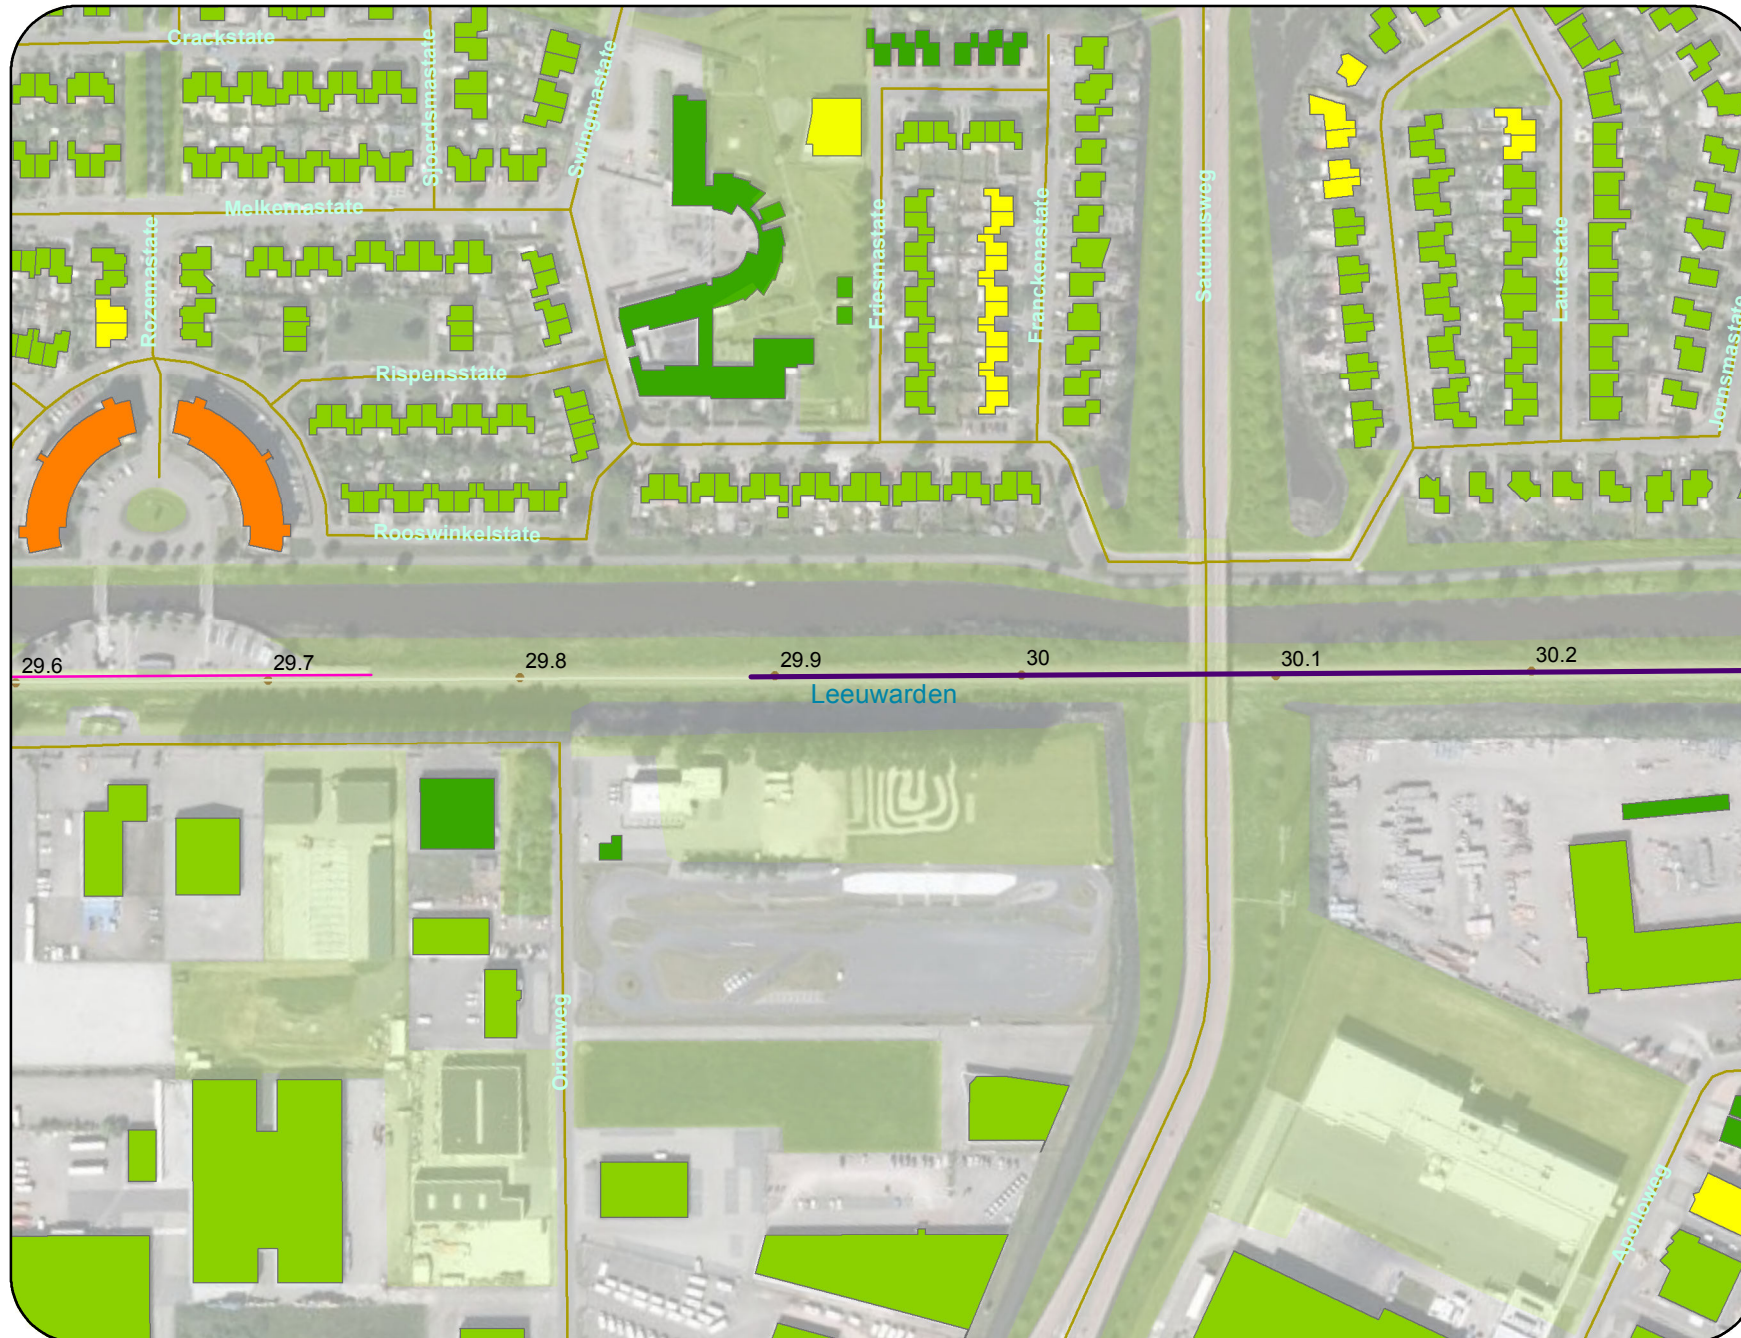 Crackstate
Sjoerdsmastate
Swingmastate
Melkemastate
Rozemastate
Friesmastate
Franckenastate
Saturnusweg
Lautastate
Jornsmastate
Rispensstate
Rooswinkelstate
29.6
29.7
29.8
29.9
30
30.1
30.2
Leeuwarden
Orionweg
Apolloweg